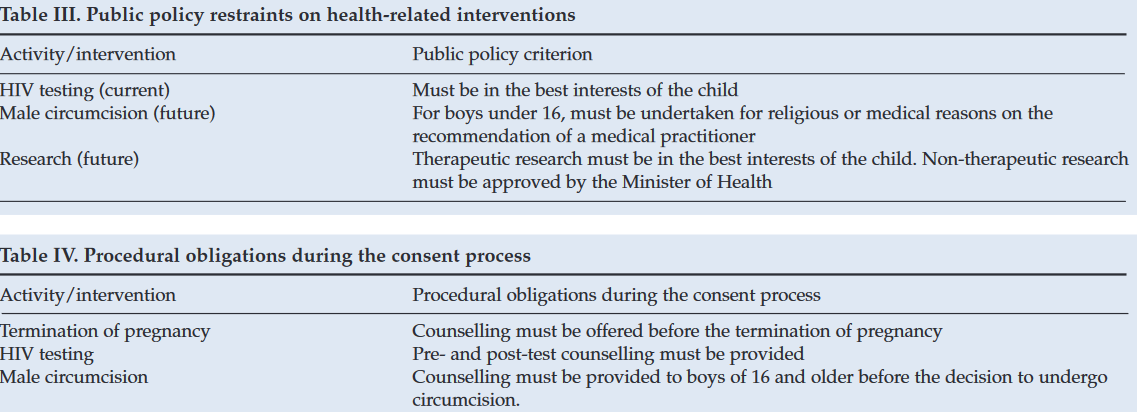 Table III. Public policy restraints on health-related interventions
Activity/intervention Public policy criterion
HIV testing (current) Must be in the best interests of the child
Male circumcision (future) For boys under 16, must be undertaken for religious or medical reasons on the
recommendation of a medical practitioner
Research (future) Therapeutic research must be in the best interests of the child. Non-therapeutic research
must be approved by the Minister of Health
Table IV. Procedural obligations during the consent process
Activity/intervention Procedural obligations during the consent process
Termination of pregnancy Counselling must be offered before the termination of pregnancy
HIV testing Pre- and post-test counselling must be provided
Male circumcision Counselling must be provided to boys of 16 and older before the decision to undergo
circumcision.